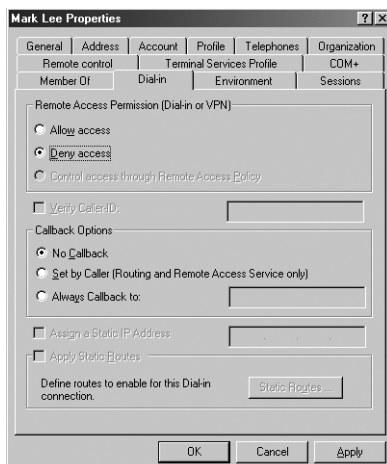 Mark Lee Properties
General Address Account Profile Telephones Organization
Remote control Terminal Services Profile COM+
Member Of Dial-in Environment Sessions
Remote Access Permission (Dial-in or VPN)
Allow access
Deny access
Control access through Remote Access Policy
Verify Caller-ID:
Callback Options
No Callback
Set by Caller (Routing and Remote Access Service only)
Always Callback to:
Assign a Static IP Address
Apply Static Routes
Define routes to enable for this Dial-in
connection.
Static Routes ...
OK Cancel Apply